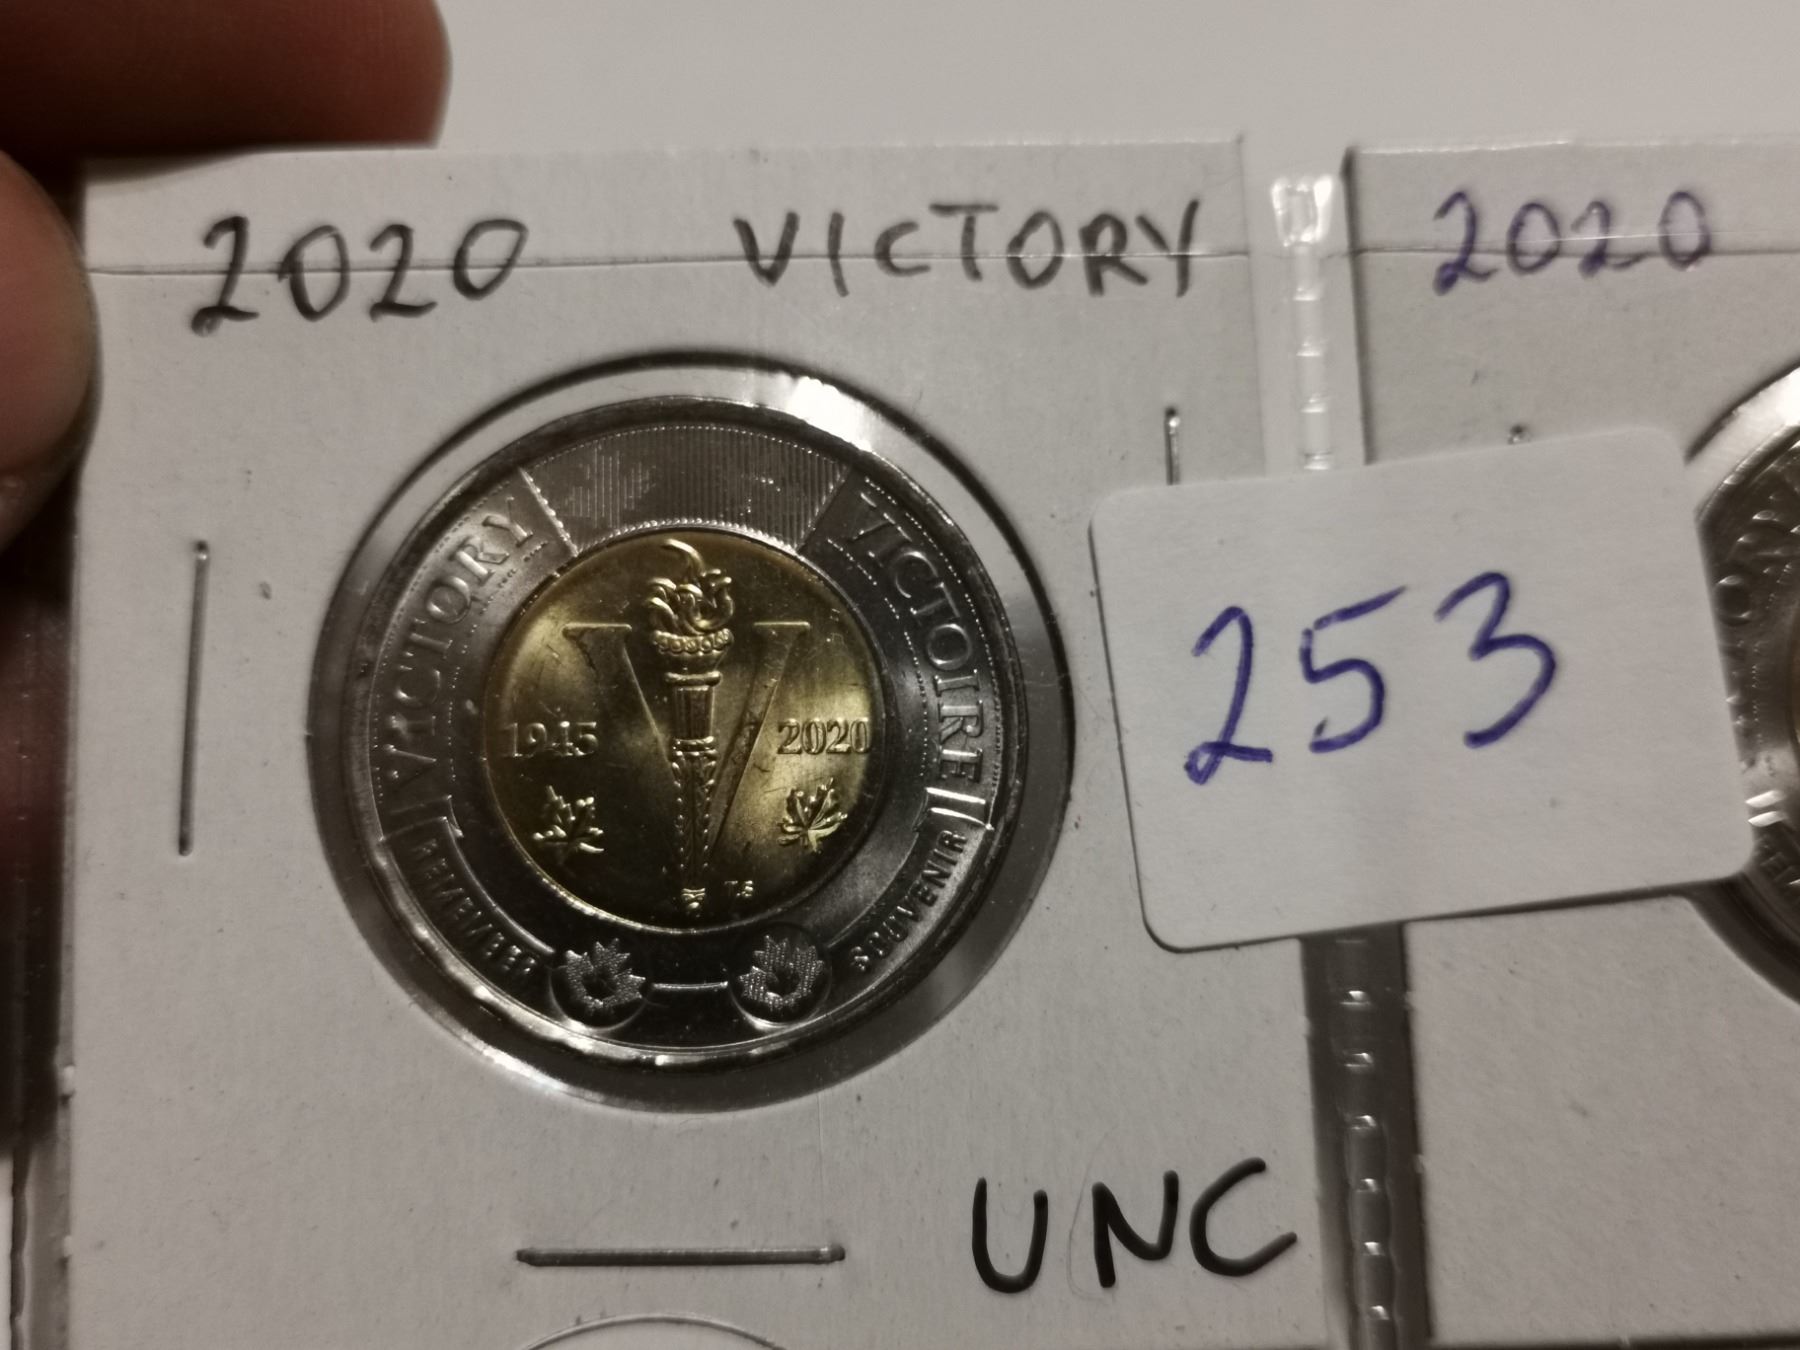 2020 VICTORY
2020
VICTORY
VICTOIRE
1945
2020
T.S
REMEMBER
SOUVENIR
253
UNC